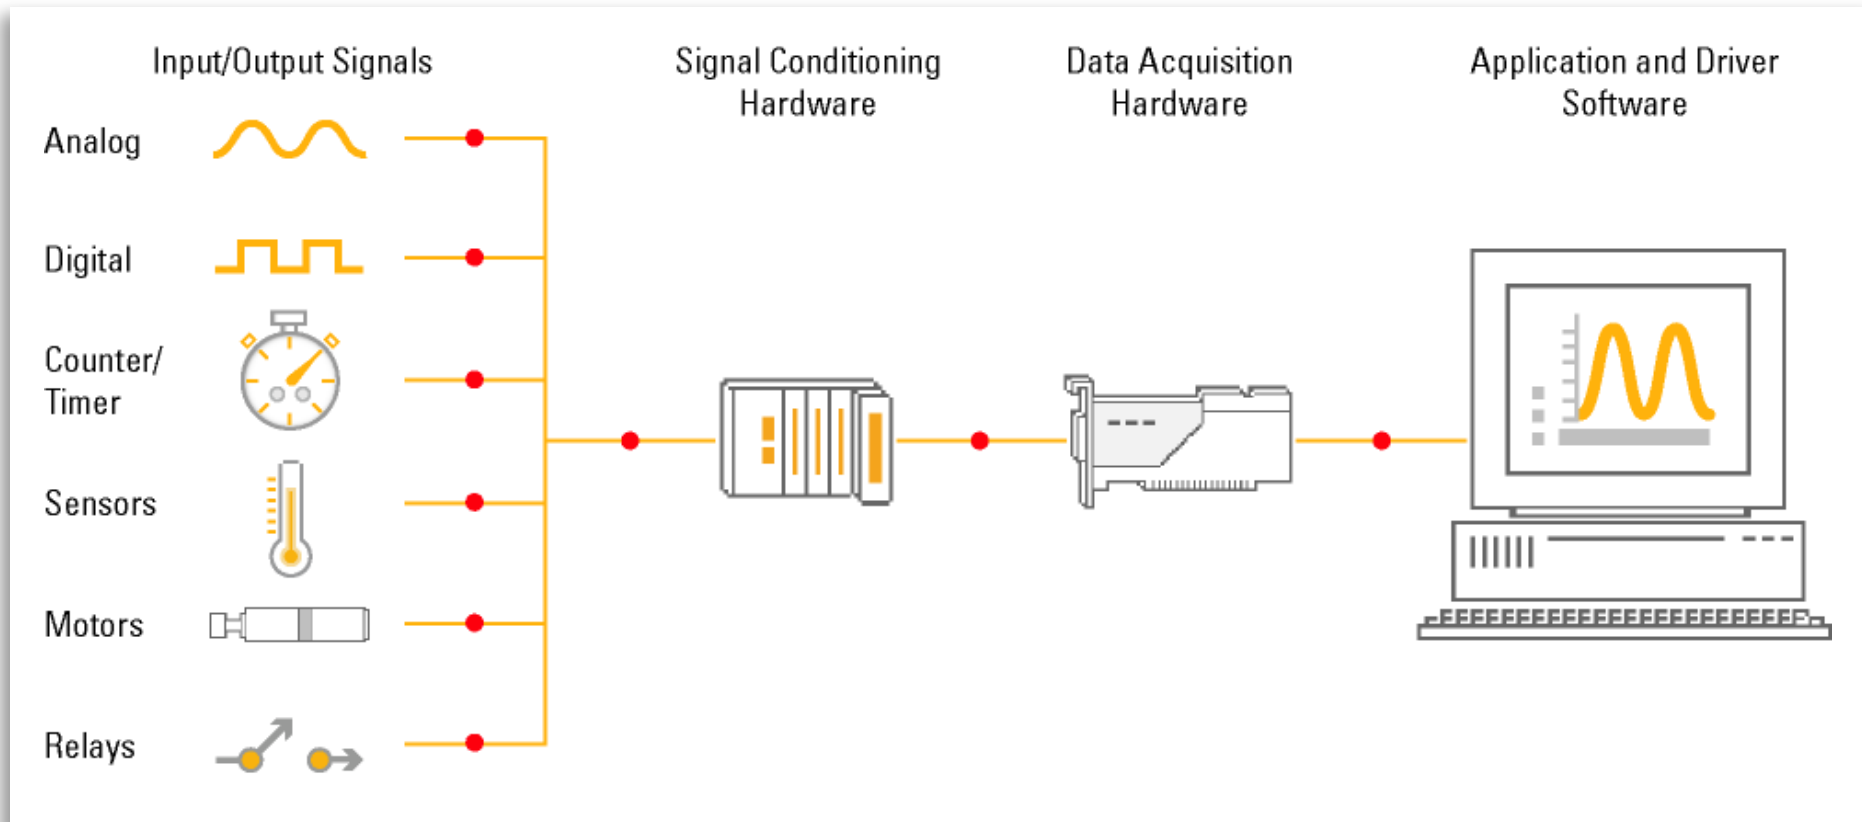 Input/Output Signals
Signal Conditioning
Hardware
Data Acquisition
Hardware
Application and Driver
Software
Analog
Digital
Counter/
Timer
Sensors
Motors
Relays